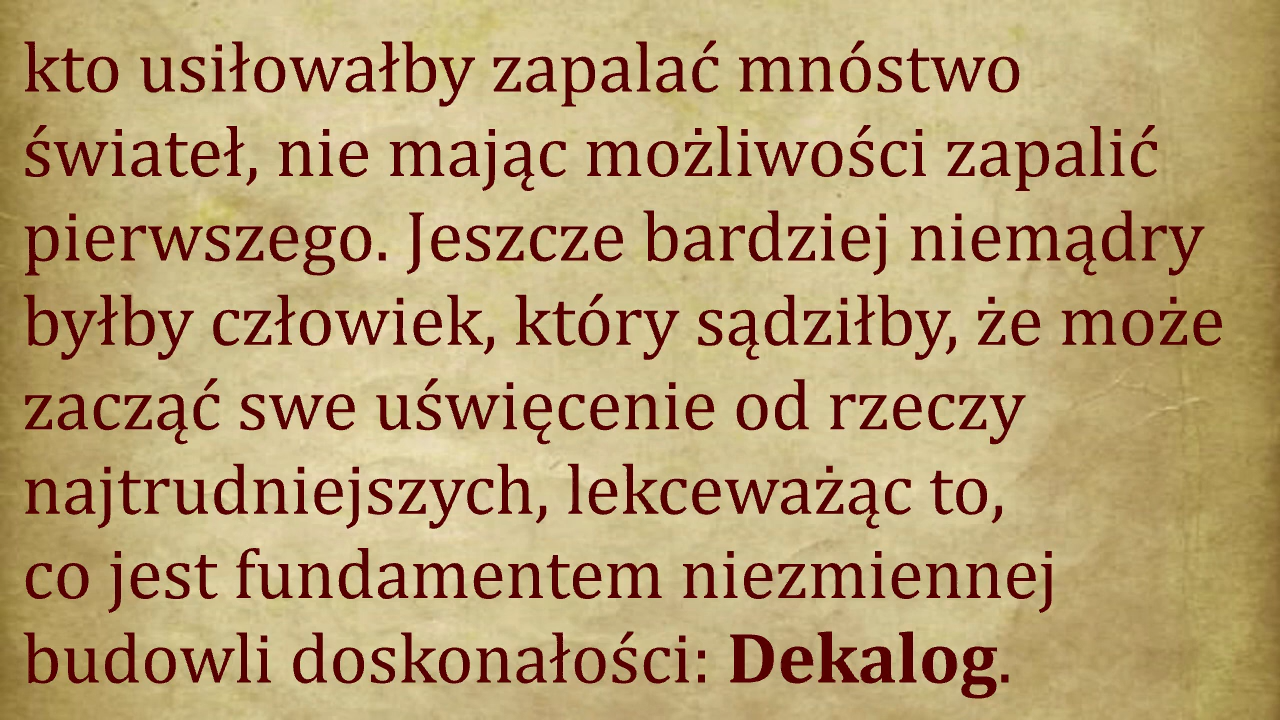 kto usiłowałby zapalać mnóstwo
świateł, nie mając możliwości zapalić
pierwszego. Jeszcze bardziej niemądry
byłby człowiek, który sądziłby, że może
zacząć swe uświęcenie od rzeczy
najtrudniejszych, lekceważąc to,
co jest fundamentem niezmiennej
budowli doskonałości: Dekalog.